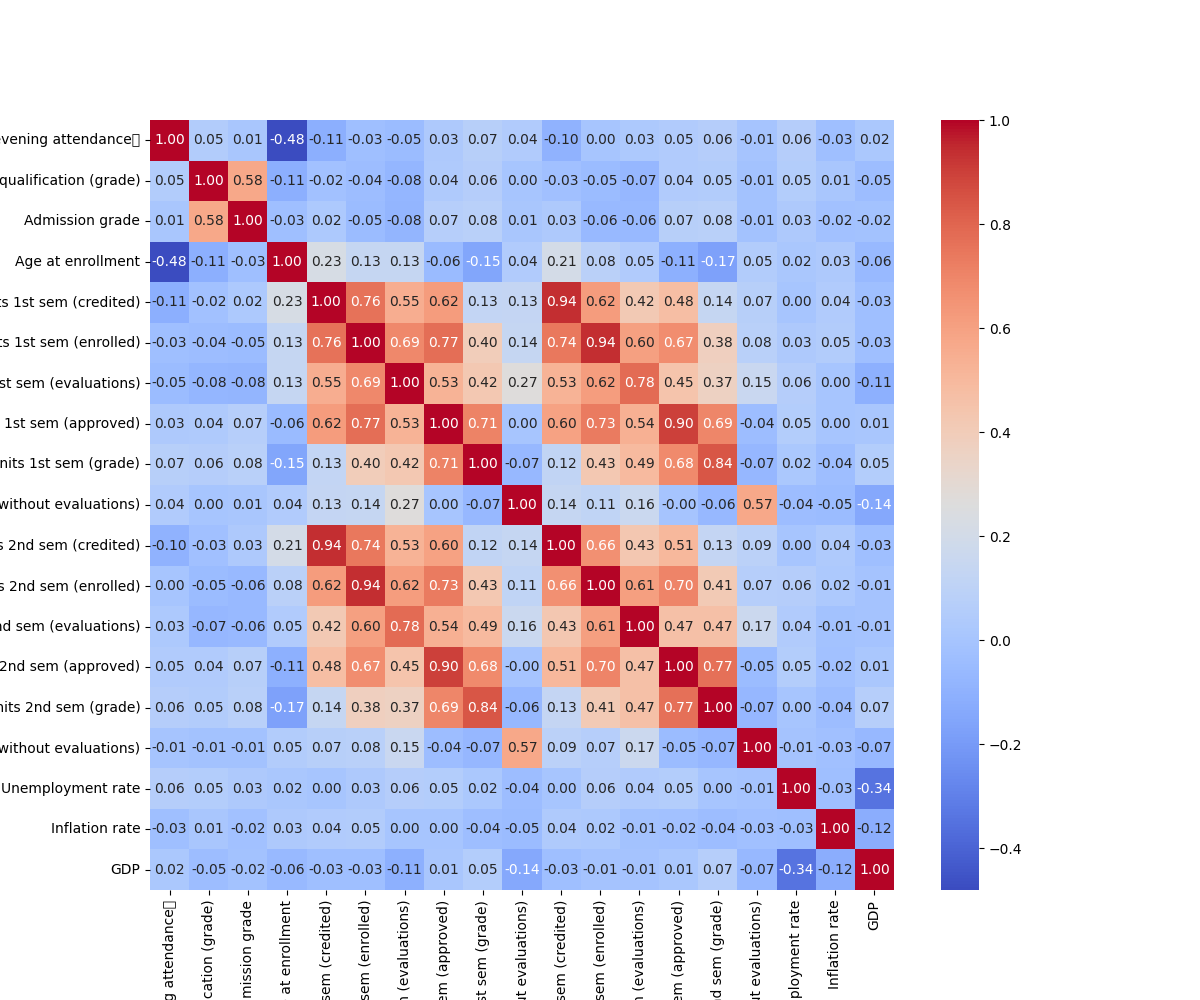 evening attendance 1.00 0.05 0.01 -0.48 -0.11 -0.03 -0.05 0.03 0.07 0.04 -0.10 0.00 0.03 0.05 0.06 -0.01 0.06 -0.03 0.02
qualification (grade) 0.05 1.00 0.58 -0.11 -0.02 -0.04 -0.08 0.04 0.06 0.00 -0.03 -0.05 -0.07 0.04 0.05 -0.01 0.05 0.01 -0.05
Admission grade 0.01 0.58 1.00 -0.03 0.02 -0.05 -0.08 0.07 0.08 0.01 0.03 -0.06 -0.06 0.07 0.08 -0.01 0.03 -0.02 -0.02
Age at enrollment -0.48 -0.11 -0.03 1.00 0.23 0.13 0.13 -0.06 -0.15 0.04 0.21 0.08 0.05 -0.11 -0.17 0.05 0.02 0.03 -0.06
ts 1st sem (credited) -0.11 -0.02 0.02 0.23 1.00 0.76 0.55 0.62 0.13 0.13 0.94 0.62 0.42 0.48 0.14 0.07 0.00 0.04 -0.03
ts 1st sem (enrolled) -0.03 -0.04 -0.05 0.13 0.76 1.00 0.69 0.77 0.40 0.14 0.74 0.94 0.60 0.67 0.38 0.08 0.03 0.05 -0.03
st sem (evaluations) -0.05 -0.08 -0.08 0.13 0.55 0.69 1.00 0.53 0.42 0.27 0.53 0.62 0.78 0.45 0.37 0.15 0.06 0.00 -0.11
1st sem (approved) 0.03 0.04 0.07 -0.06 0.62 0.77 0.53 1.00 0.71 0.00 0.60 0.73 0.54 0.90 0.69 -0.04 0.05 0.00 0.01
nits 1st sem (grade) 0.07 0.06 0.08 -0.15 0.13 0.40 0.42 0.71 1.00 -0.07 0.12 0.43 0.49 0.68 0.84 -0.07 0.02 -0.04 0.05
without evaluations) 0.04 0.00 0.01 0.04 0.13 0.14 0.27 0.00 -0.07 1.00 0.14 0.11 0.16 -0.00 -0.06 0.57 -0.04 -0.05 -0.14
s 2nd sem (credited) -0.10 -0.03 0.03 0.21 0.94 0.74 0.53 0.60 0.12 0.14 1.00 0.66 0.43 0.51 0.13 0.09 0.00 0.04 -0.03
s 2nd sem (enrolled) 0.00 -0.05 -0.06 0.08 0.62 0.94 0.62 0.73 0.43 0.11 0.66 1.00 0.61 0.70 0.41 0.07 0.06 0.02 -0.01
nd sem (evaluations) 0.03 -0.07 -0.06 0.05 0.42 0.60 0.78 0.54 0.49 0.16 0.43 0.61 1.00 0.47 0.47 0.17 0.04 -0.01 -0.01
2nd sem (approved) 0.05 0.04 0.07 -0.11 0.48 0.67 0.45 0.90 0.68 -0.00 0.51 0.70 0.47 1.00 0.77 -0.05 0.05 -0.02 0.01
nits 2nd sem (grade) 0.06 0.05 0.08 -0.17 0.14 0.38 0.37 0.69 0.84 -0.06 0.13 0.41 0.47 0.77 1.00 -0.07 0.00 -0.04 0.07
without evaluations) -0.01 -0.01 -0.01 0.05 0.07 0.08 0.15 -0.04 -0.07 0.57 0.09 0.07 0.17 -0.05 -0.07 1.00 -0.01 -0.03 -0.07
Unemployment rate 0.06 0.05 0.03 0.02 0.00 0.03 0.06 0.05 0.02 -0.04 0.00 0.06 0.04 0.05 0.00 -0.01 1.00 -0.03 -0.34
Inflation rate -0.03 0.01 -0.02 0.03 0.04 0.05 0.00 0.00 -0.04 -0.05 0.04 0.02 -0.01 -0.02 -0.04 -0.03 -0.03 1.00 -0.12
GDP 0.02 -0.05 -0.02 -0.06 -0.03 -0.03 -0.11 0.01 0.05 -0.14 -0.03 -0.01 -0.01 0.01 0.07 -0.07 -0.34 -0.12 1.00
g attendance
cation (grade)
mission grade
at enrollment
sem (credited)
sem (enrolled)
n (evaluations)
em (approved)
st sem (grade)
ut evaluations)
sem (credited)
sem (enrolled)
n (evaluations)
em (approved)
nd sem (grade)
ut evaluations)
ployment rate
Inflation rate
GDP
1.0
0.8
0.6
0.4
0.2
0.0
−0.2
−0.4